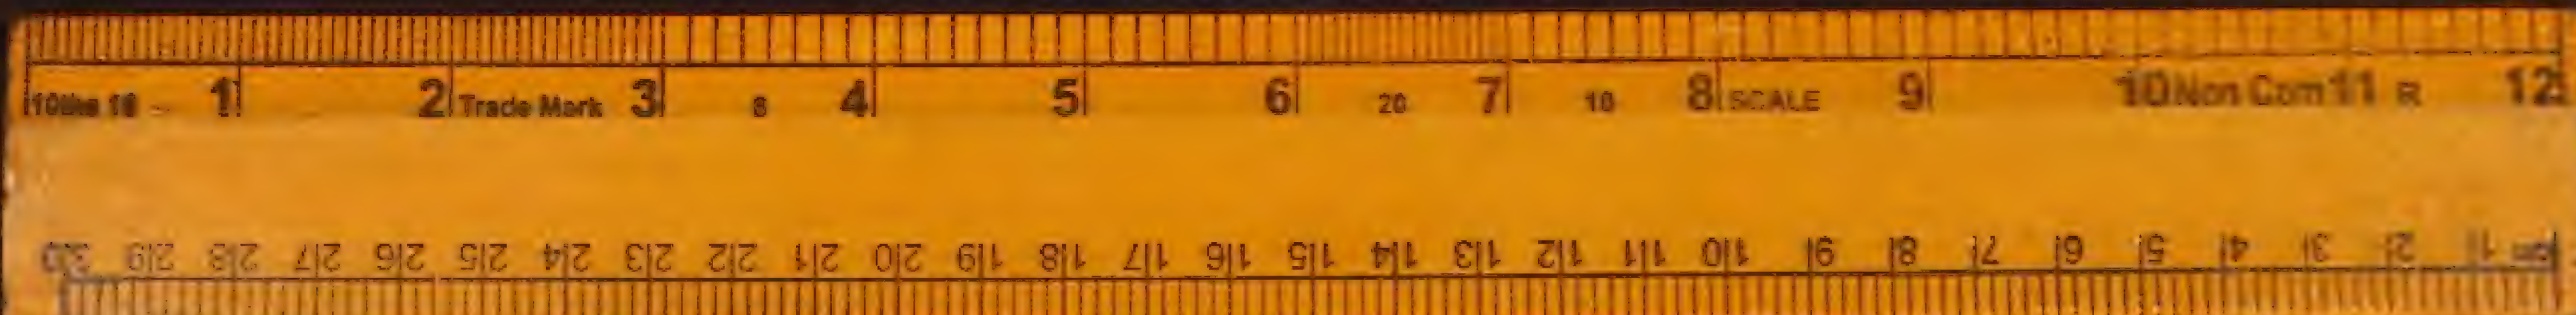 10ths 16 1 2 Trade Mark 3 8 4 5 6 20 7 10 8 SCALE 9 10 Non Com 11 R 12
cm 1 2 3 4 5 6 7 8 9 10 11 12 13 14 15 16 17 18 19 20 21 22 23 24 25 26 27 28 29 30